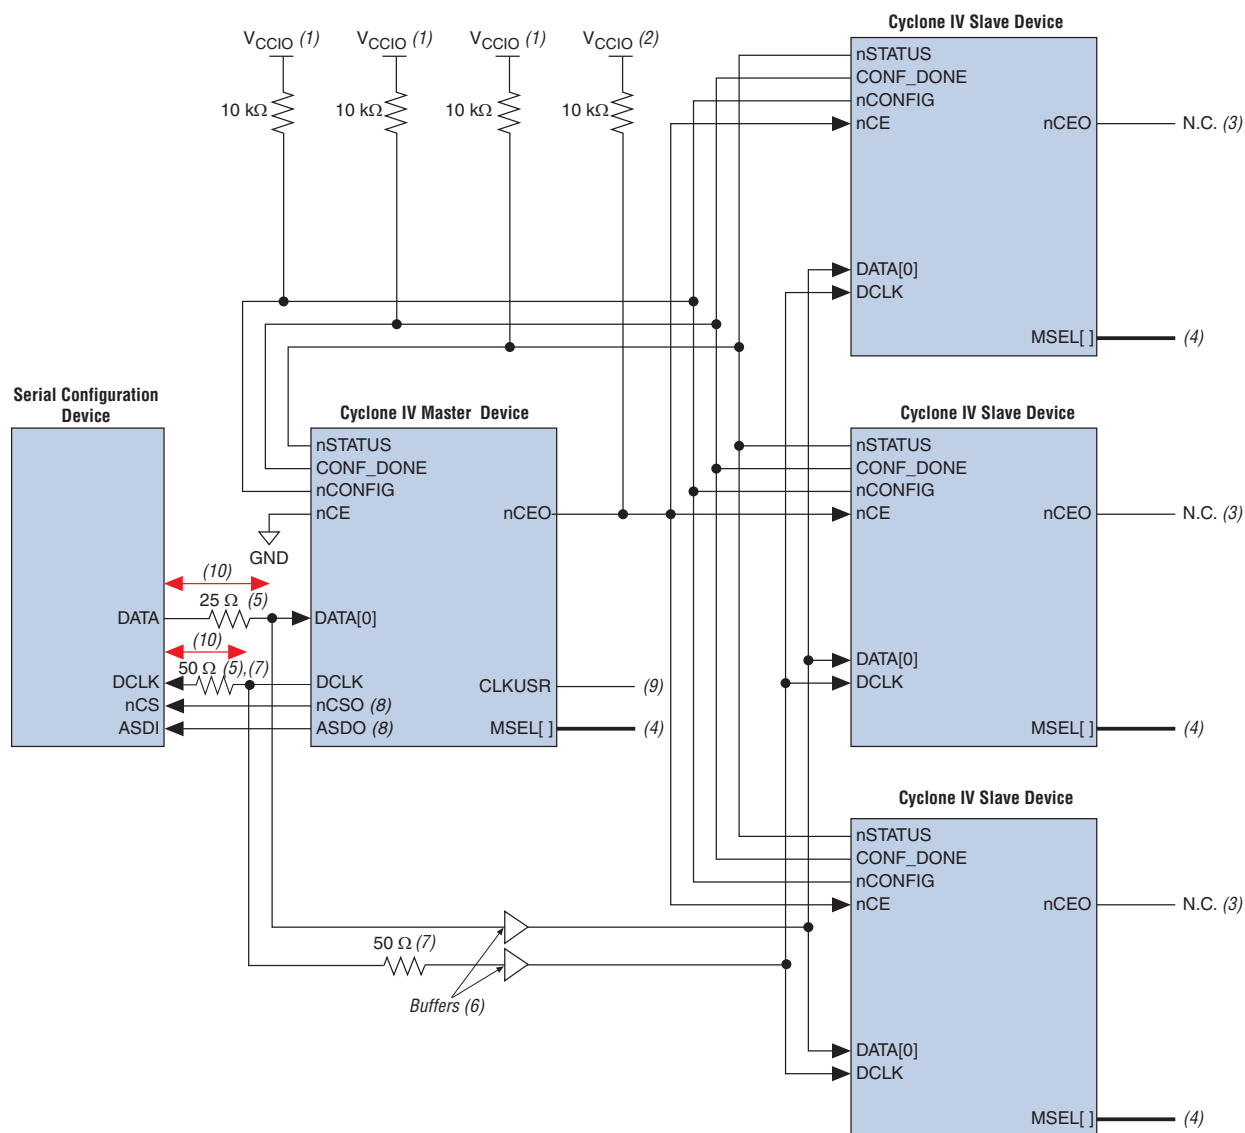 Cyclone IV Slave Device
VCCIO (1)
VCCIO (1)
VCCIO (1)
VCCIO (2)
10 kΩ
10 kΩ
10 kΩ
10 kΩ
nSTATUS
CONF_DONE
nCONFIG
nCE
nCEO
N.C. (3)
DATA[0]
DCLK
MSEL[ ]
(4)
Serial Configuration
Device
DATA
DCLK
nCS
ASDI
(10)
25 Ω (5)
(10)
50 Ω (5),(7)
Cyclone IV Master Device
nSTATUS
CONF_DONE
nCONFIG
nCE
GND
nCEO
DATA[0]
DCLK
nCSO (8)
ASDO (8)
CLKUSR
(9)
MSEL[ ]
(4)
Cyclone IV Slave Device
nSTATUS
CONF_DONE
nCONFIG
nCE
nCEO
N.C. (3)
DATA[0]
DCLK
MSEL[ ]
(4)
50 Ω (7)
Buffers (6)
Cyclone IV Slave Device
nSTATUS
CONF_DONE
nCONFIG
nCE
nCEO
N.C. (3)
DATA[0]
DCLK
MSEL[ ]
(4)